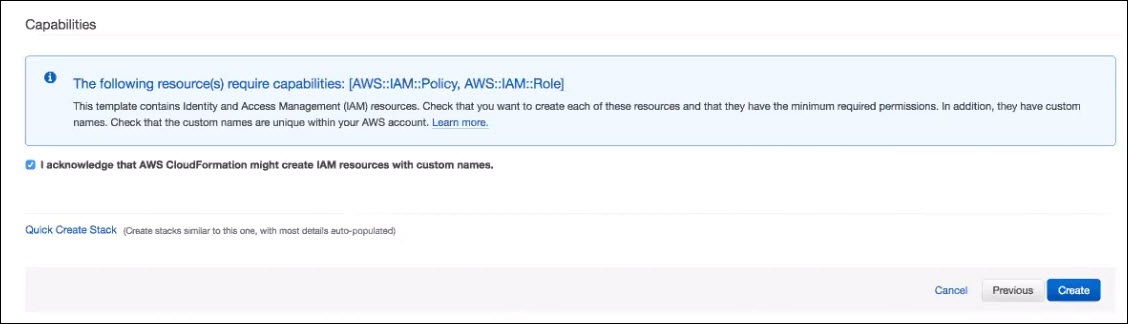 Capabilities
The following resource(s) require capabilities: [AWS::IAM::Policy, AWS::IAM::Role]
This template contains Identity and Access Management (IAM) resources. Check that you want to create each of these resources and that they have the minimum required permissions. In addition, they have custom
names. Check that the custom names are unique within your AWS account. Learn more.
I acknowledge that AWS CloudFormation might create IAM resources with custom names.
Quick Create Stack (Create stacks similar to this one, with most details auto-populated)
Cancel Previous Create